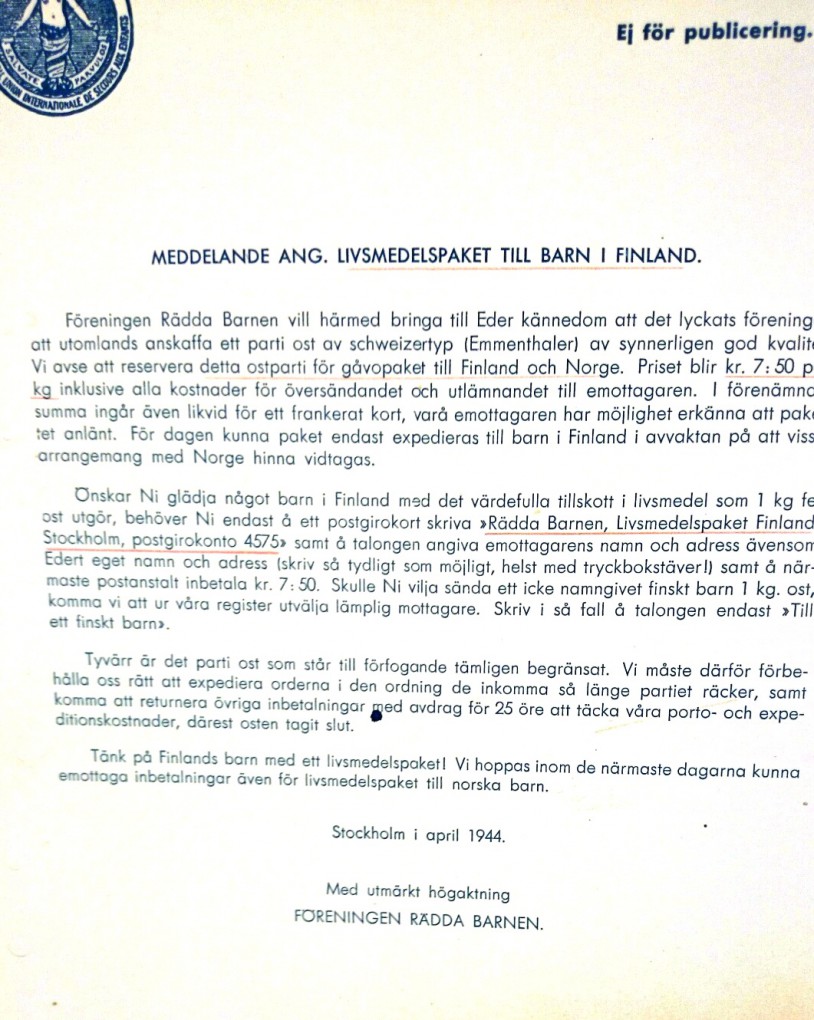 SALVATE PARVULOS
UNION INTERNATIONALE DE SECOURS AUX ENFANTS
Ej för publicering.
MEDDELANDE ANG. LIVSMEDELSPAKET TILL BARN I FINLAND.
Föreningen Rädda Barnen vill härmed bringa till Eder kännedom att det lyckats förening
att utomlands anskaffa ett parti ost av schweizertyp (Emmenthaler) av synnerligen god kvalite
Vi avse att reservera detta ostparti för gåvopaket till Finland och Norge. Priset blir kr. 7:50 p
kg inklusive alla kostnader för översändandet och utlämnandet till emottagaren. I förenämna
summa ingår även likvid för ett frankerat kort, varå emottagaren har möjlighet erkänna att pake
tet anlänt. För dagen kunna paket endast expedieras till barn i Finland i avvaktan på att viss
arrangemang med Norge hinna vidtagas.
Önskar Ni glädja något barn i Finland med det värdefulla tillskott i livsmedel som 1 kg fe
ost utgör, behöver Ni endast å ett postgirokort skriva »Rädda Barnen, Livsmedelspaket Finland
Stockholm, postgirokonto 4575» samt å talongen angiva emottagarens namn och adress ävensom
Edert eget namn och adress (skriv så tydligt som möjligt, helst med tryckbokstäver!) samt å när-
maste postanstalt inbetala kr. 7:50. Skulle Ni vilja sända ett icke namngivet finskt barn 1 kg. ost,
komma vi att ur våra register utvälja lämplig mottagare. Skriv i så fall å talongen endast »Till
ett finskt barn».
Tyvärr är det parti ost som står till förfogande tämligen begränsat. Vi måste därför förbe-
hålla oss rätt att expediera orderna i den ordning de inkomma så länge partiet räcker, samt
komma att returnera övriga inbetalningar med avdrag för 25 öre att täcka våra porto- och expe-
ditionskostnader, därest osten tagit slut.
Tänk på Finlands barn med ett livsmedelspaket! Vi hoppas inom de närmaste dagarna kunna
emottaga inbetalningar även för livsmedelspaket till norska barn.
Stockholm i april 1944.
Med utmärkt högaktning
FÖRENINGEN RÄDDA BARNEN.